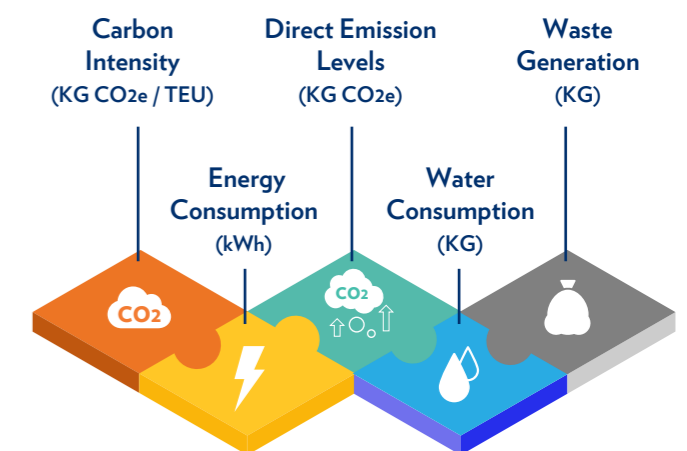 Carbon
Intensity
(KG CO2e / TEU)
Direct Emission
Levels
(KG CO2e)
Waste
Generation
(KG)
Energy
Consumption
(kWh)
Water
Consumption
(KG)
CO2
CO2